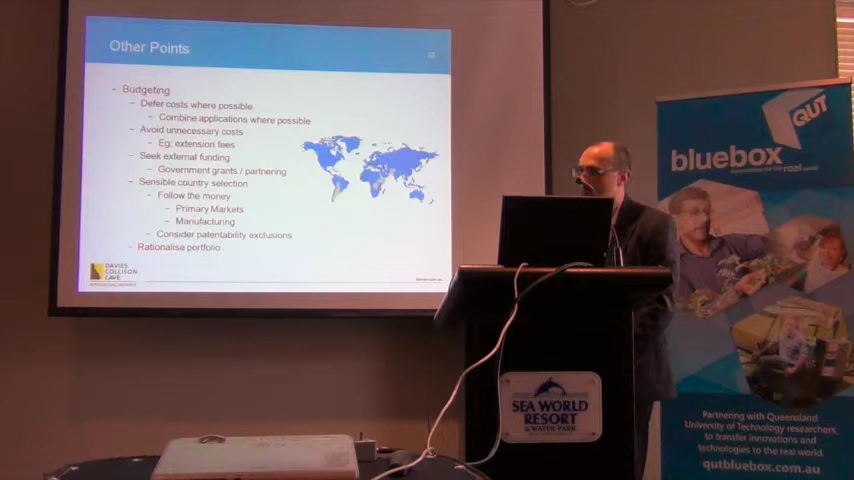 Other Points
– Budgeting
– Defer costs where possible
– Combine applications where possible
– Avoid unnecessary costs
– Eg: extension fees
– Seek external funding
– Government grants / partnering
– Sensible country selection
– Follow the money
– Primary Markets
– Manufacturing
– Consider patentability exclusions
– Rationalise portfolio
DAVIES
COLLISON
CAVE
SEA WORLD
RESORT
& WATER PARK
QUT
bluebox
Partnering with Queensland
University of Technology researchers,
to transfer innovations and
technologies to the real world.
qutbluebox.com.au